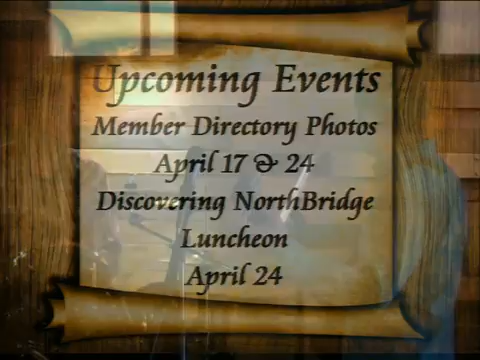 Upcoming Events
Member Directory Photos
April 17 & 24
Discovering NorthBridge
Luncheon
April 24